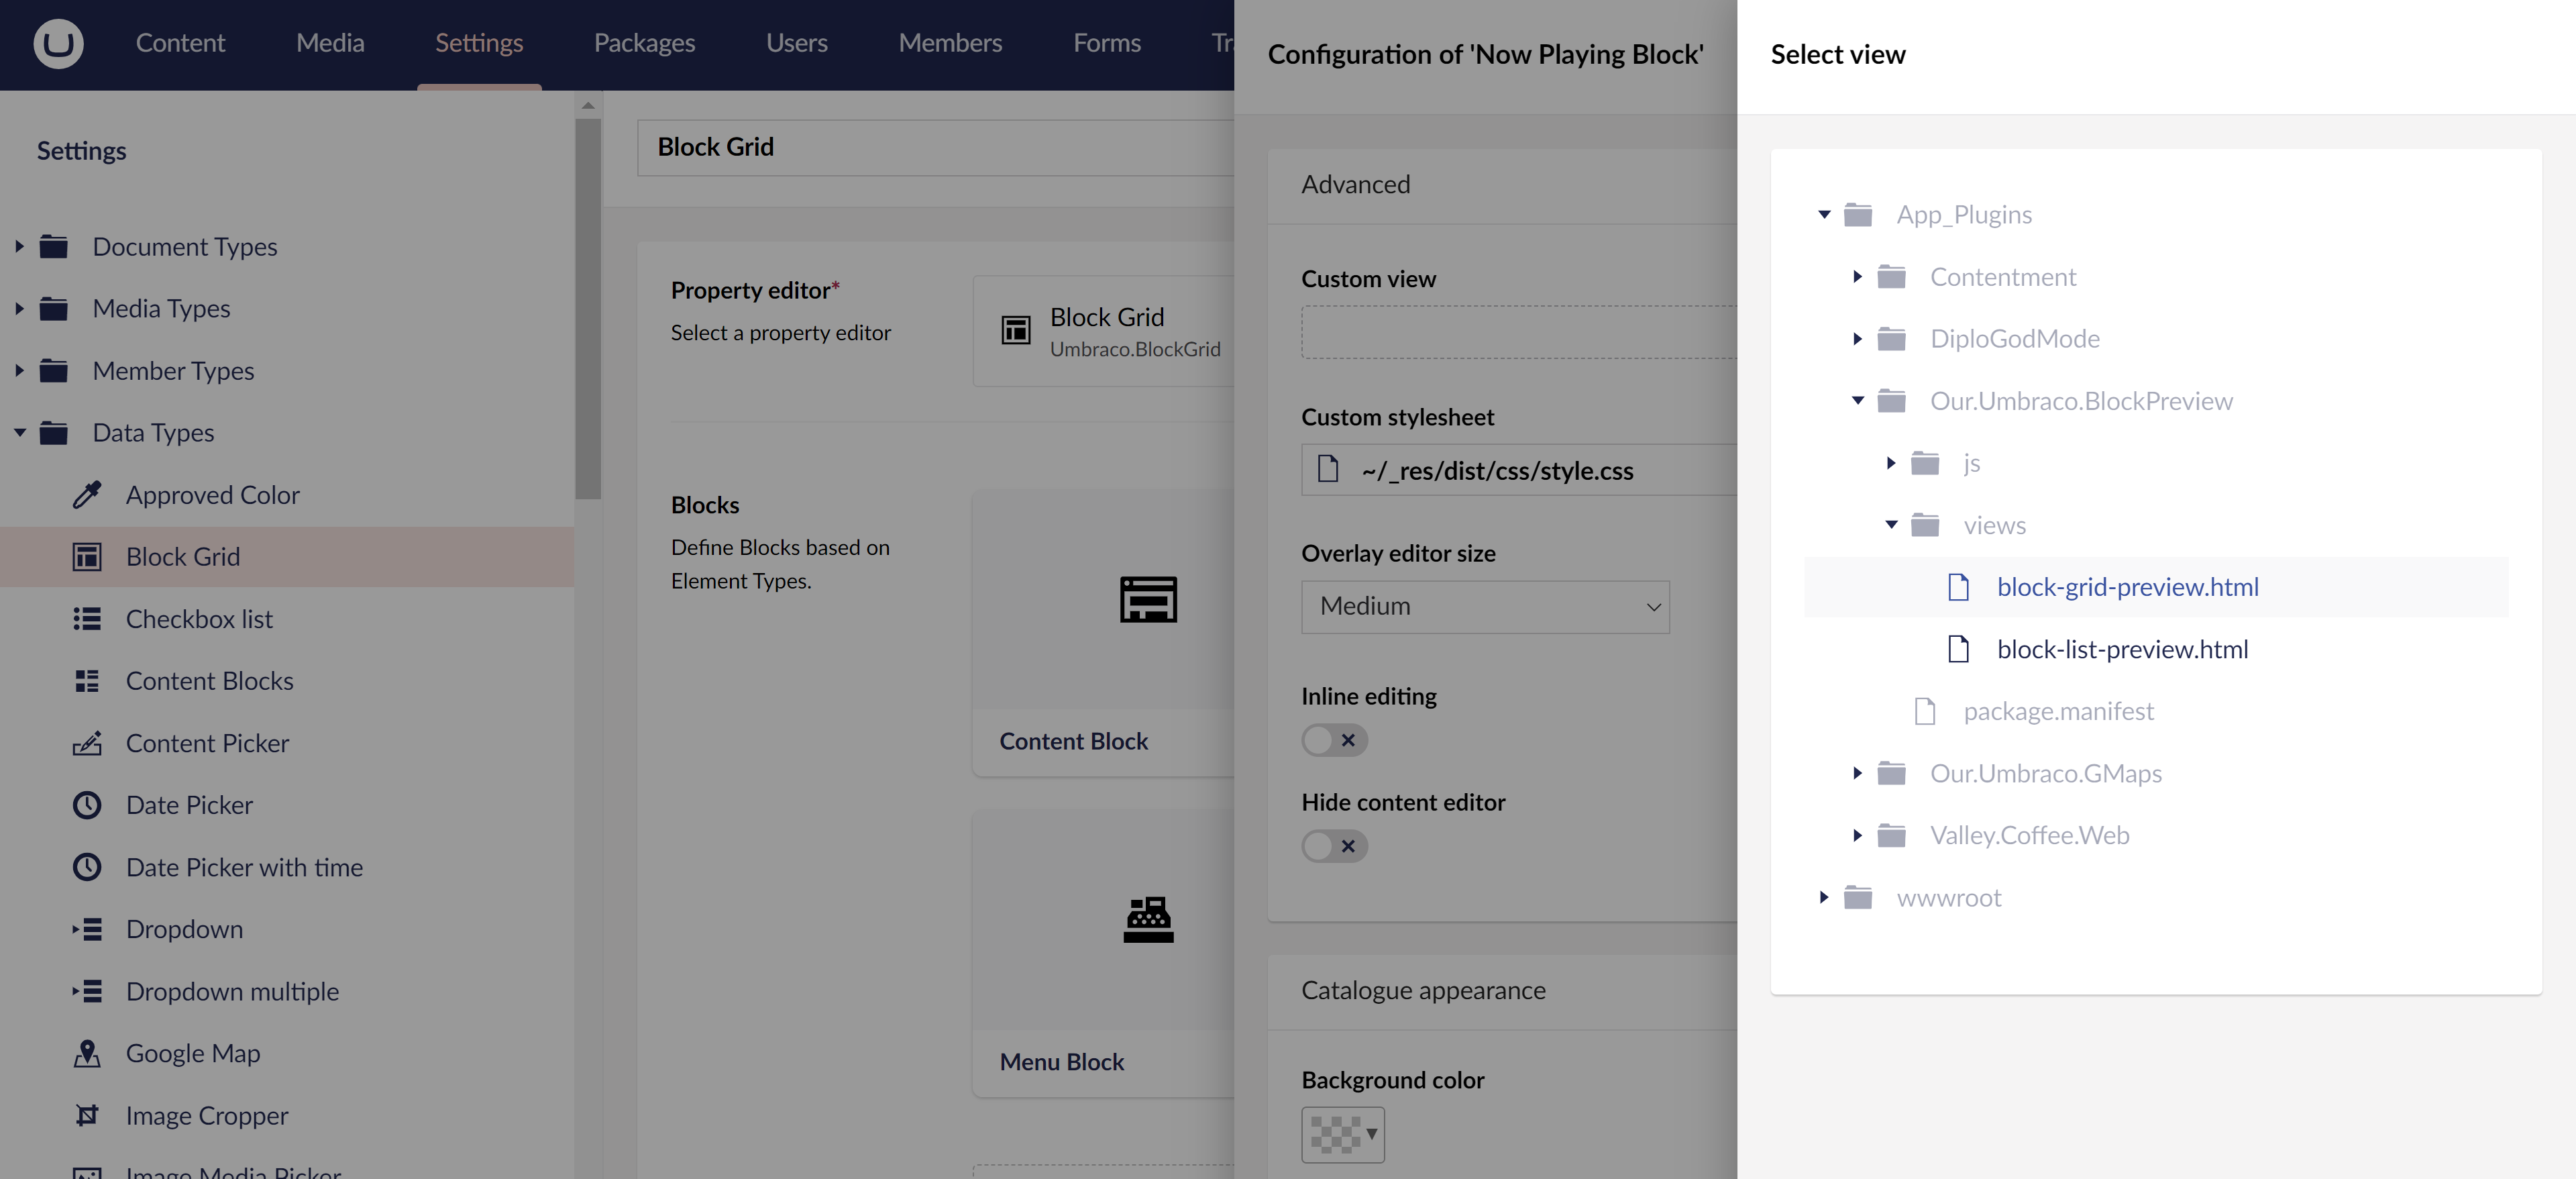 Content
Media
Settings
Packages
Users
Members
Forms
Settings
Document Types
Media Types
Member Types
Data Types
Approved Color
Block Grid
Checkbox list
Content Blocks
Content Picker
Date Picker
Date Picker with time
Dropdown
Dropdown multiple
Google Map
Image Cropper
Image Media Picker
Block Grid
Property editor*
Select a property editor
Block Grid
Umbraco.BlockGrid
Blocks
Define Blocks based on
Element Types.
Content Block
Menu Block
Configuration of 'Now Playing Block'
Advanced
Custom view
Custom stylesheet
~/_res/dist/css/style.css
Overlay editor size
Medium
Inline editing
Hide content editor
Catalogue appearance
Background color
Select view
App_Plugins
Contentment
DiploGodMode
Our.Umbraco.BlockPreview
js
views
block-grid-preview.html
block-list-preview.html
package.manifest
Our.Umbraco.GMaps
Valley.Coffee.Web
wwwroot